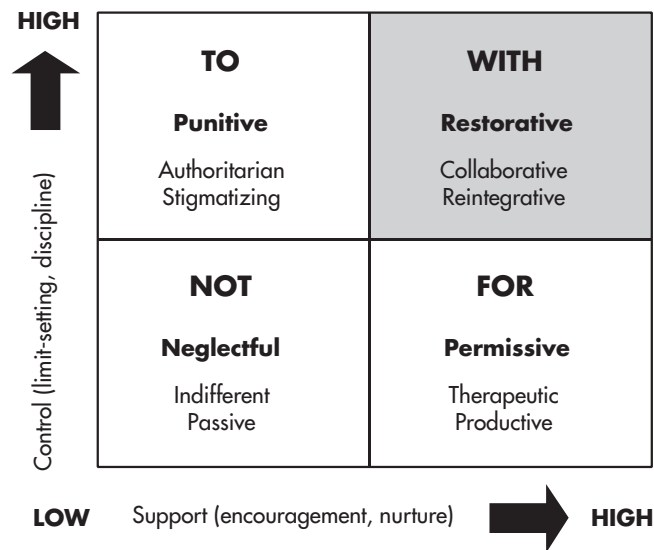 HIGH
TO
Punitive
Authoritarian
Stigmatizing
WITH
Restorative
Collaborative
Reintegrative
Control (limit-setting, discipline)
NOT
Neglectful
Indifferent
Passive
FOR
Permissive
Therapeutic
Productive
LOW
Support (encouragement, nurture)
HIGH